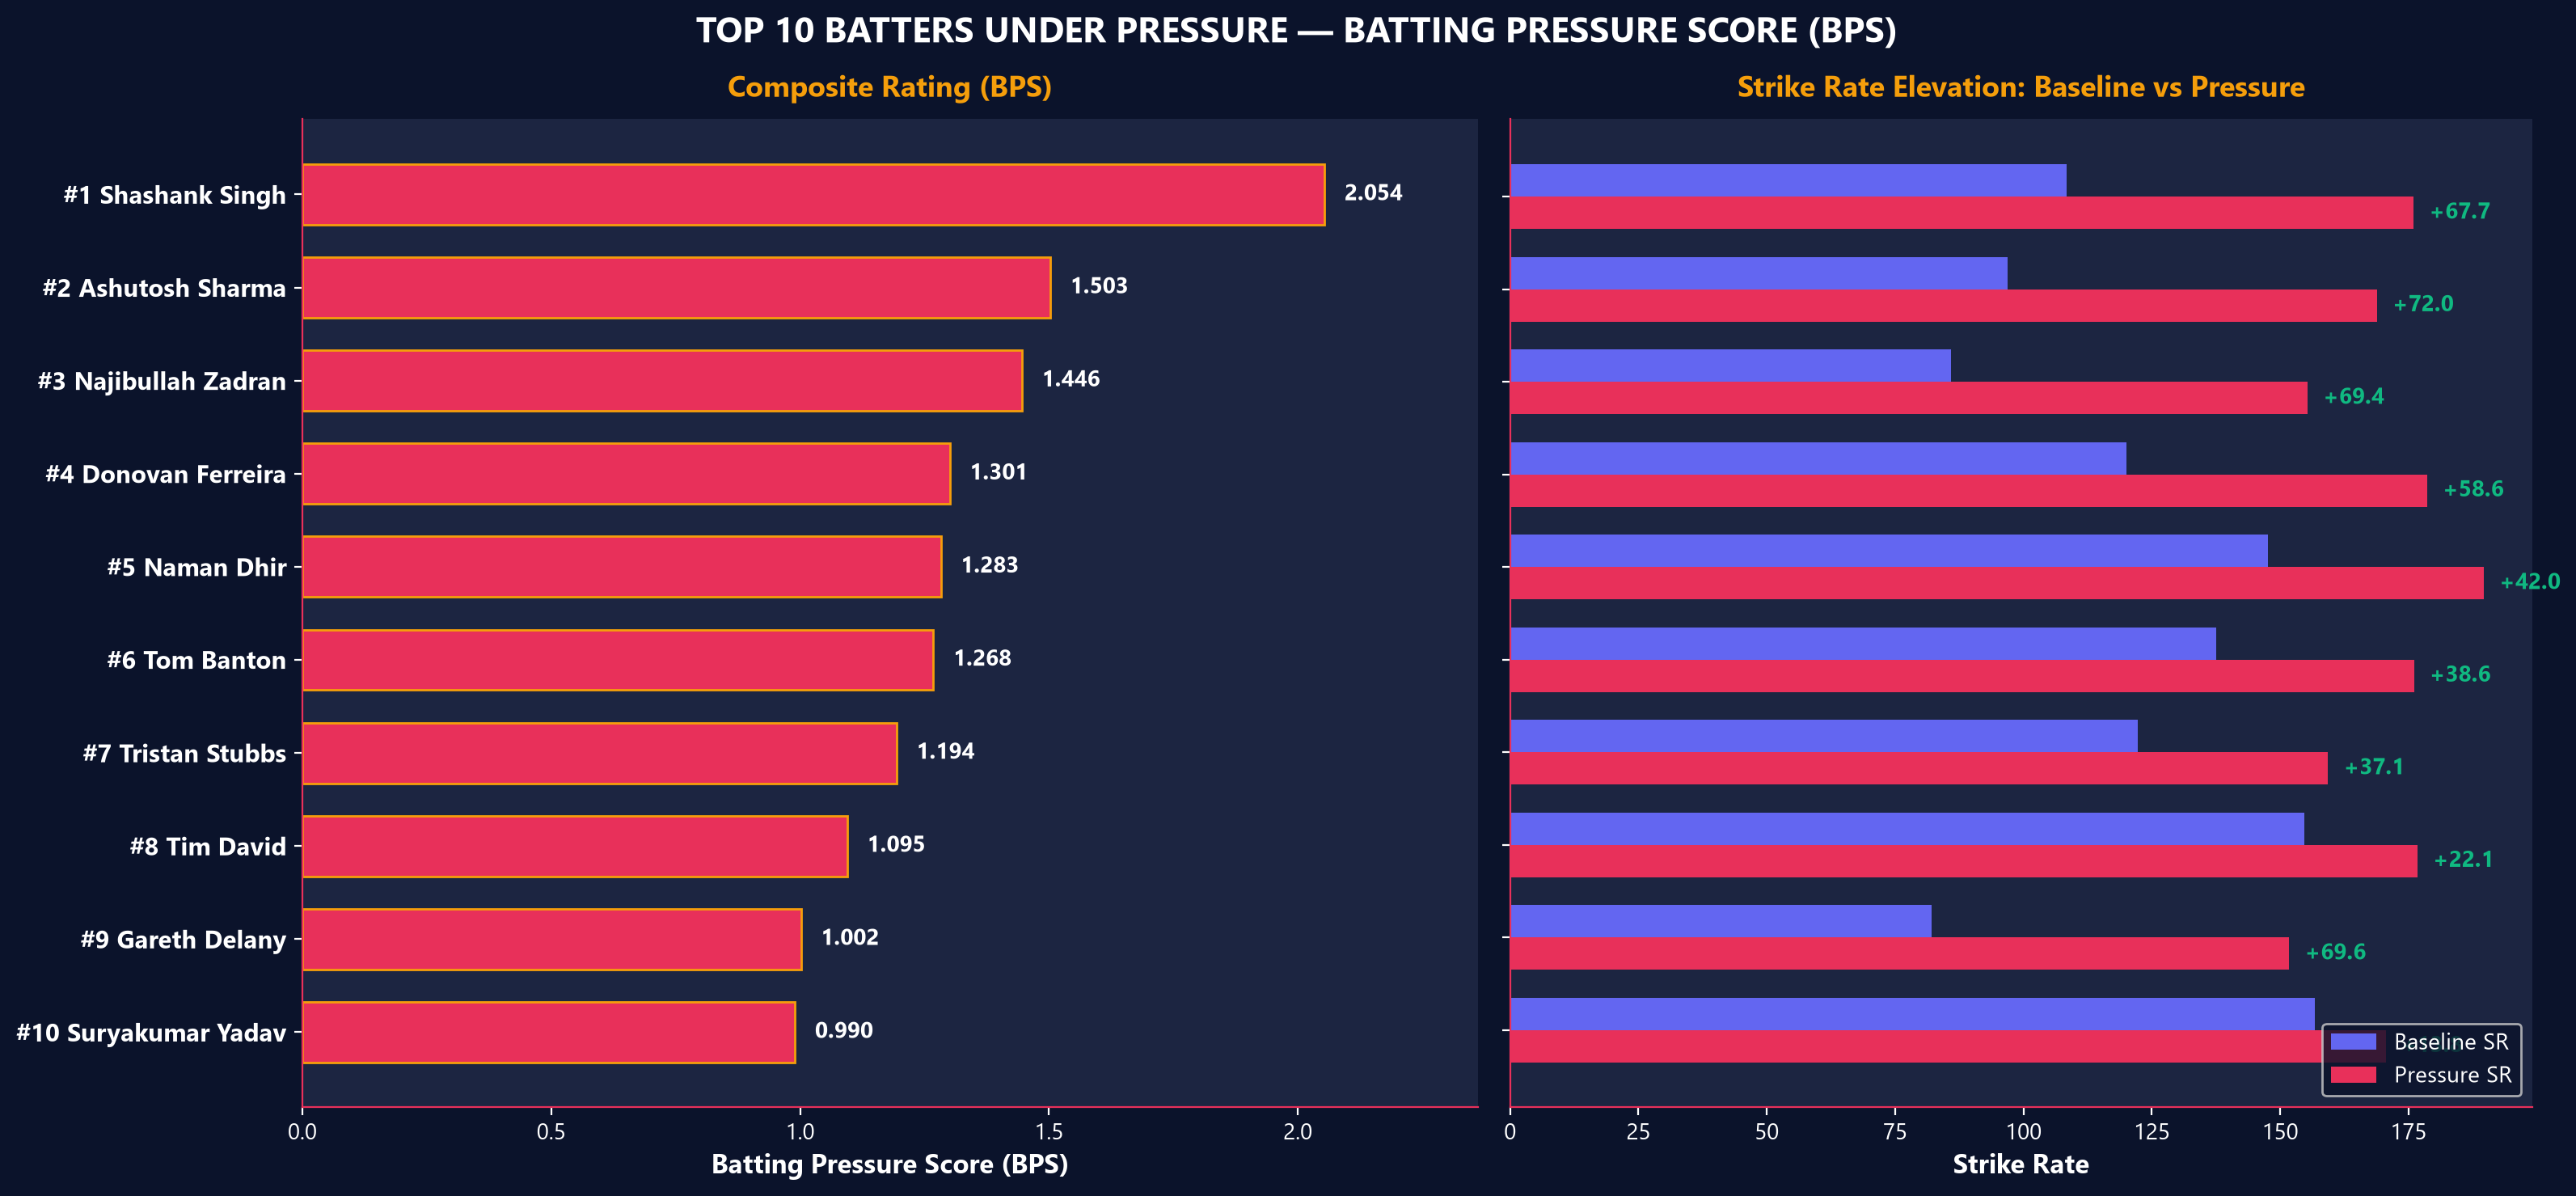 TOP 10 BATTERS UNDER PRESSURE — BATTING PRESSURE SCORE (BPS)
Composite Rating (BPS)
#1 Shashank Singh
2.054
#2 Ashutosh Sharma
1.503
#3 Najibullah Zadran
1.446
#4 Donovan Ferreira
1.301
#5 Naman Dhir
1.283
#6 Tom Banton
1.268
#7 Tristan Stubbs
1.194
#8 Tim David
1.095
#9 Gareth Delany
1.002
#10 Suryakumar Yadav
0.990
0.0 0.5 1.0 1.5 2.0
Batting Pressure Score (BPS)
Strike Rate Elevation: Baseline vs Pressure
+67.7
+72.0
+69.4
+58.6
+42.0
+38.6
+37.1
+22.1
+69.6
Baseline SR
Pressure SR
0 25 50 75 100 125 150 175
Strike Rate